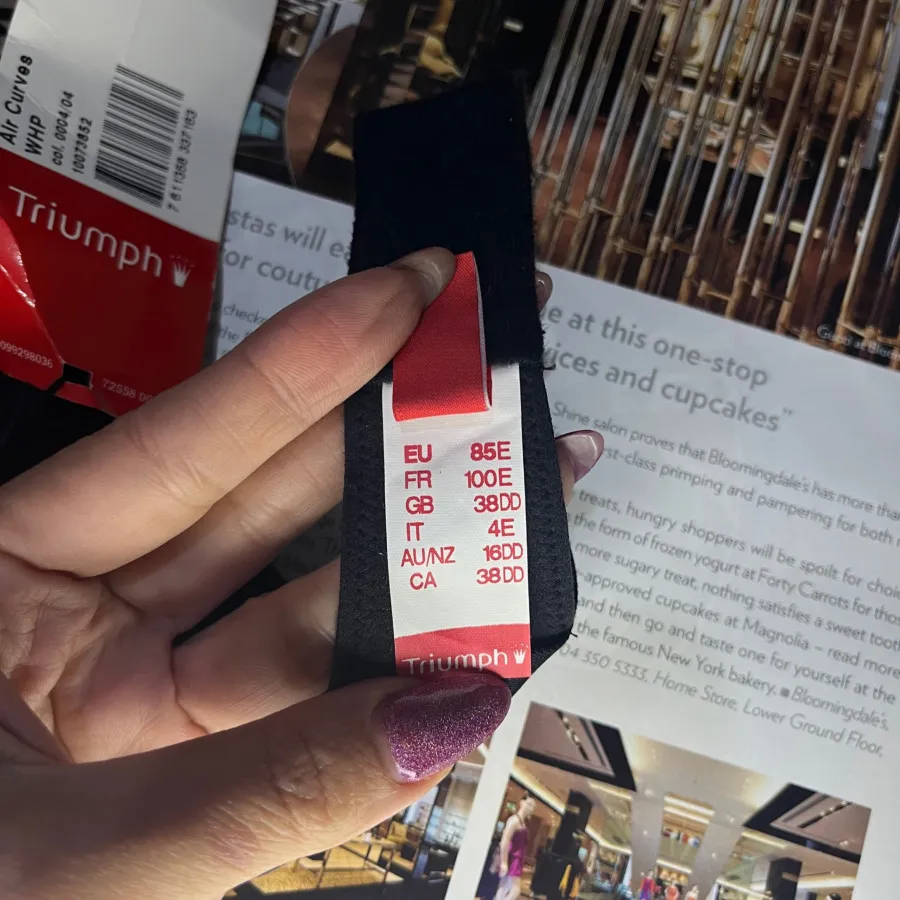 Air Curves
WHP
col. 0004/04
10073952
7 611358 337163
Triumph
099298036
72558
EU 85E
FR 100E
GB 38DD
IT 4E
AU/NZ 16DD
CA 38DD
Triumph
stas will
or coutu
at this one-stop
ices and cupcakes"
Shine salon proves that Bloomingdale's has more than
rst-class primping and pampering for both
treats, hungry shoppers will be spoilt for choi
the form of frozen yogurt at Forty Carrots for thos
more sugary treat, nothing satisfies a sweet tooth
-approved cupcakes at Magnolia – read more
and then go and taste one for yourself at the
the famous New York bakery. ■ Bloomingdale's,
04 350 5333, Home Store, Lower Ground Floor,